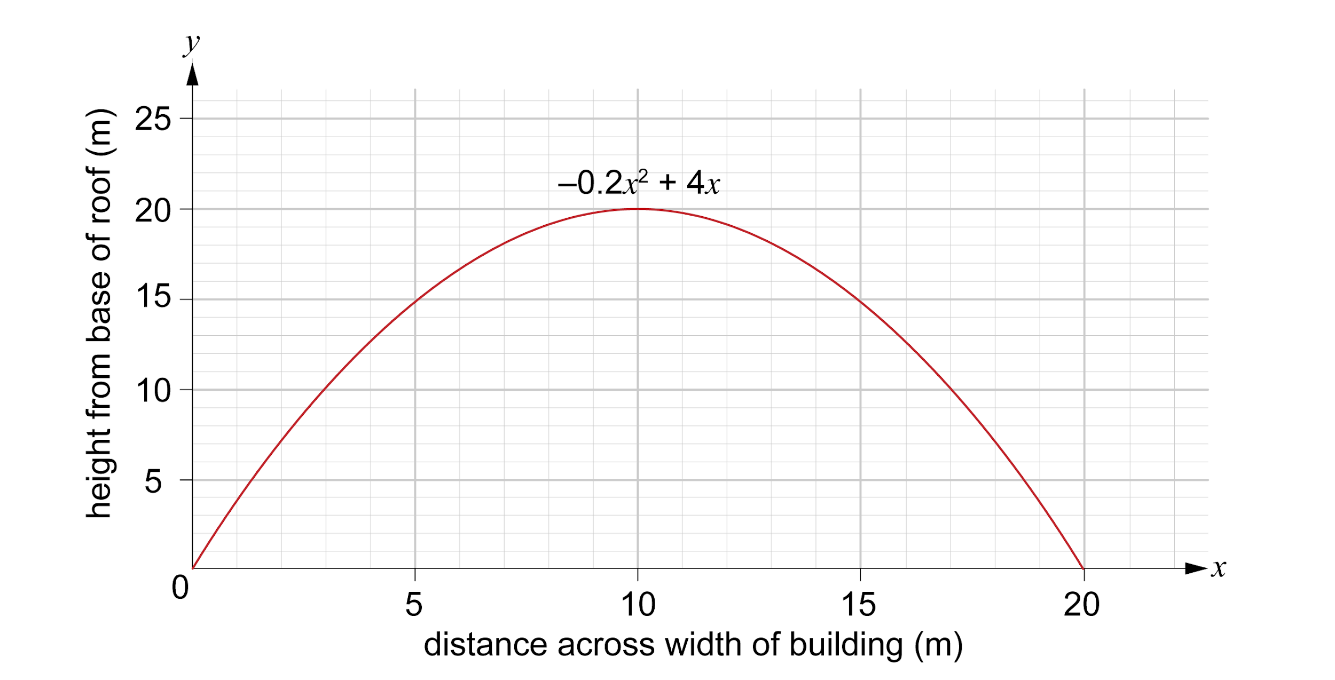 y
height from base of roof (m)
25
20
15
10
5
0
–0.2x² + 4x
5
10
15
20
x
distance across width of building (m)